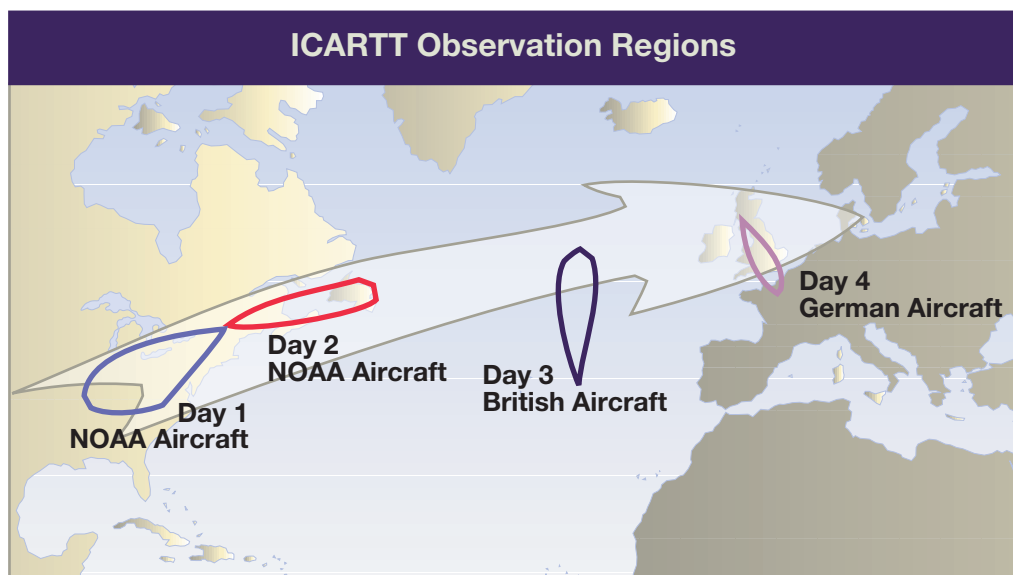 ICARTT Observation Regions
Day 4
German Aircraft
Day 2
NOAA Aircraft
Day 3
British Aircraft
Day 1
NOAA Aircraft